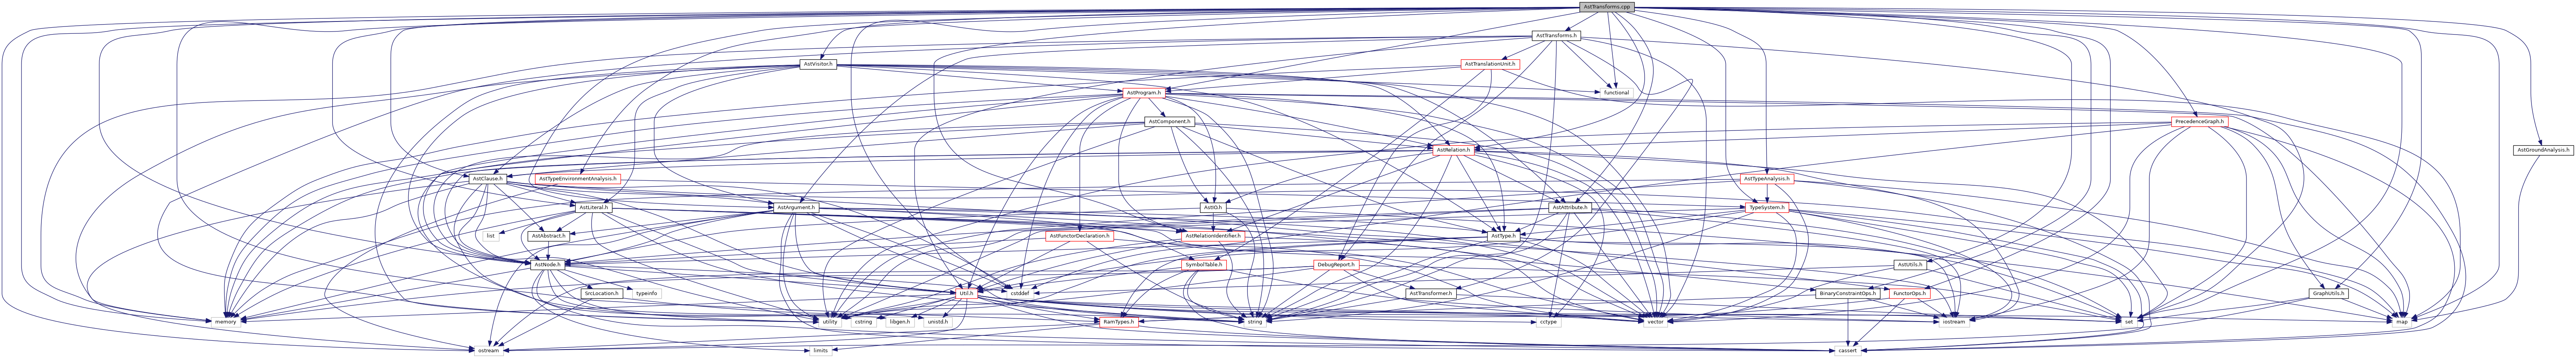 AstTransforms.cpp
AstTransforms.h
AstVisitor.h
AstTranslationUnit.h
AstProgram.h
functional
AstComponent.h
PrecedenceGraph.h
AstRelation.h
AstGroundAnalysis.h
AstClause.h
AstTypeEnvironmentAnalysis.h
AstTypeAnalysis.h
AstLiteral.h
AstArgument.h
AstIO.h
AstAttribute.h
TypeSystem.h
list
AstAbstract.h
AstFunctorDeclaration.h
AstRelationIdentifier.h
AstType.h
AstNode.h
SymbolTable.h
DebugReport.h
AstUtils.h
SrcLocation.h
typeinfo
Util.h
cstddef
AstTransformer.h
BinaryConstraintOps.h
FunctorOps.h
GraphUtils.h
memory
utility
cstring
libgen.h
unistd.h
RamTypes.h
string
cctype
vector
iostream
set
map
ostream
limits
cassert